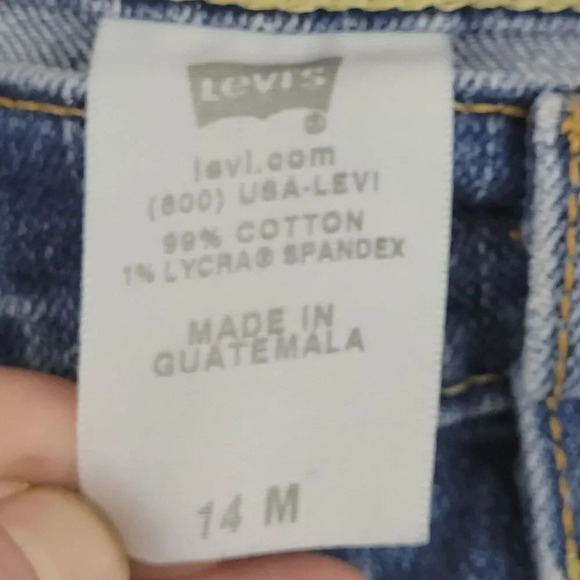 Levi's
levi.com
(800) USA-LEVI
99% COTTON
1% LYCRA® SPANDEX
MADE IN
GUATEMALA
14 M